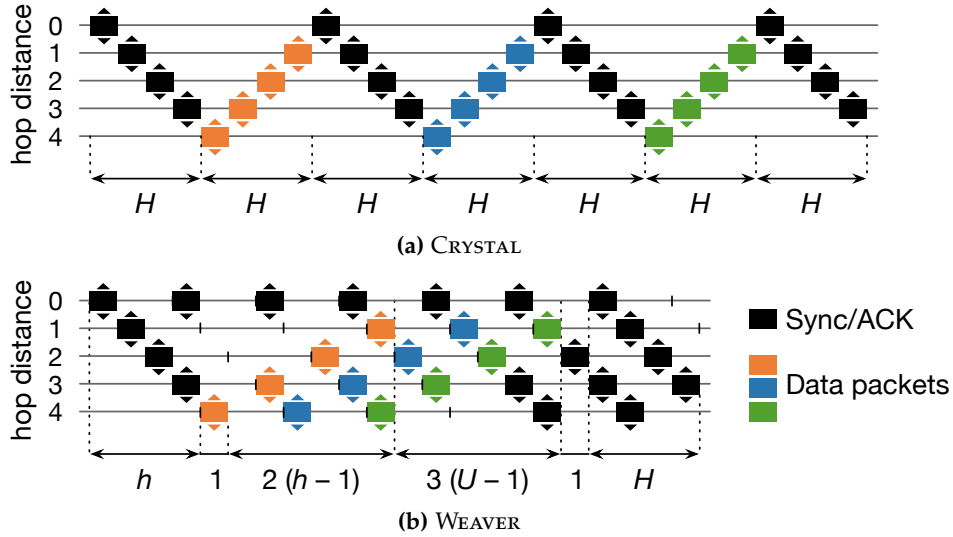 hop distance
0
1
2
3
4
H H H H H H H
(a) CRYSTAL
hop distance
0
1
2
3
4
Sync/ACK
Data packets
h 1 2 (h – 1) 3 (U – 1) 1 H
(b) WEAVER